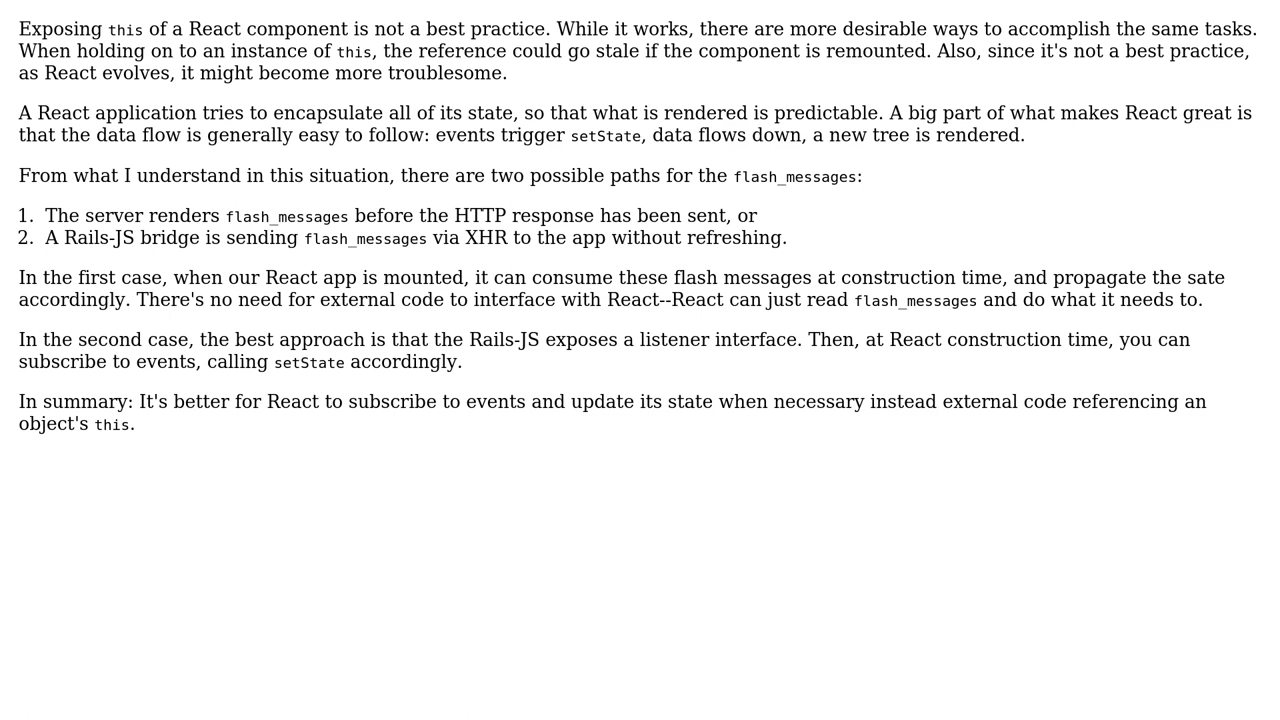 Exposing this of a React component is not a best practice. While it works, there are more desirable ways to accomplish the same tasks.
When holding on to an instance of this, the reference could go stale if the component is remounted. Also, since it's not a best practice,
as React evolves, it might become more troublesome.
A React application tries to encapsulate all of its state, so that what is rendered is predictable. A big part of what makes React great is
that the data flow is generally easy to follow: events trigger setState, data flows down, a new tree is rendered.
From what I understand in this situation, there are two possible paths for the flash_messages:
1. The server renders flash_messages before the HTTP response has been sent, or
2. A Rails-JS bridge is sending flash_messages via XHR to the app without refreshing.
In the first case, when our React app is mounted, it can consume these flash messages at construction time, and propagate the sate
accordingly. There's no need for external code to interface with React--React can just read flash_messages and do what it needs to.
In the second case, the best approach is that the Rails-JS exposes a listener interface. Then, at React construction time, you can
subscribe to events, calling setState accordingly.
In summary: It's better for React to subscribe to events and update its state when necessary instead external code referencing an
object's this.